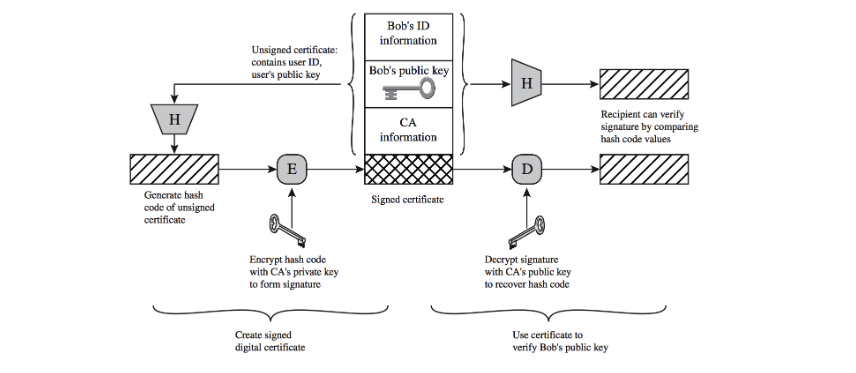 Bob's ID
information
Unsigned certificate:
contains user ID,
user's public key
Bob's public key
H
H
CA
information
Recipient can verify
signature by comparing
hash code values
E
D
Generate hash
code of unsigned
certificate
Signed certificate
Encrypt hash code
with CA's private key
to form signature
Decrypt signature
with CA's public key
to recover hash code
Create signed
digital certificate
Use certificate to
verify Bob's public key